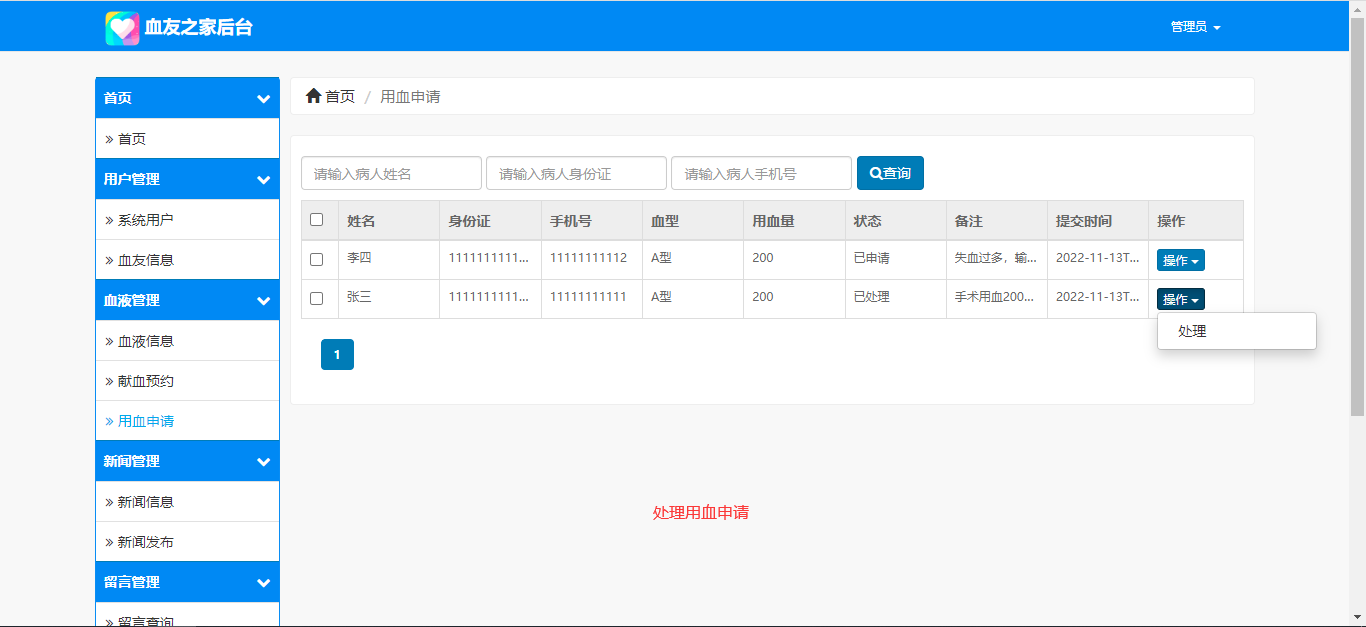 血友之家后台
管理员
首页
首页
用户管理
系统用户
血友信息
血液管理
血液信息
献血预约
用血申请
新闻管理
新闻信息
新闻发布
留言管理
留言查询
首页 / 用血申请
请输入病人姓名 请输入病人身份证 请输入病人手机号 查询
姓名 身份证 手机号 血型 用血量 状态 备注 提交时间 操作
李四 1111111111... 11111111112 A型 200 已申请 失血过多，输... 2022-11-13T... 操作
张三 1111111111... 11111111111 A型 200 已处理 手术用血200... 2022-11-13T... 操作
处理
1
处理用血申请